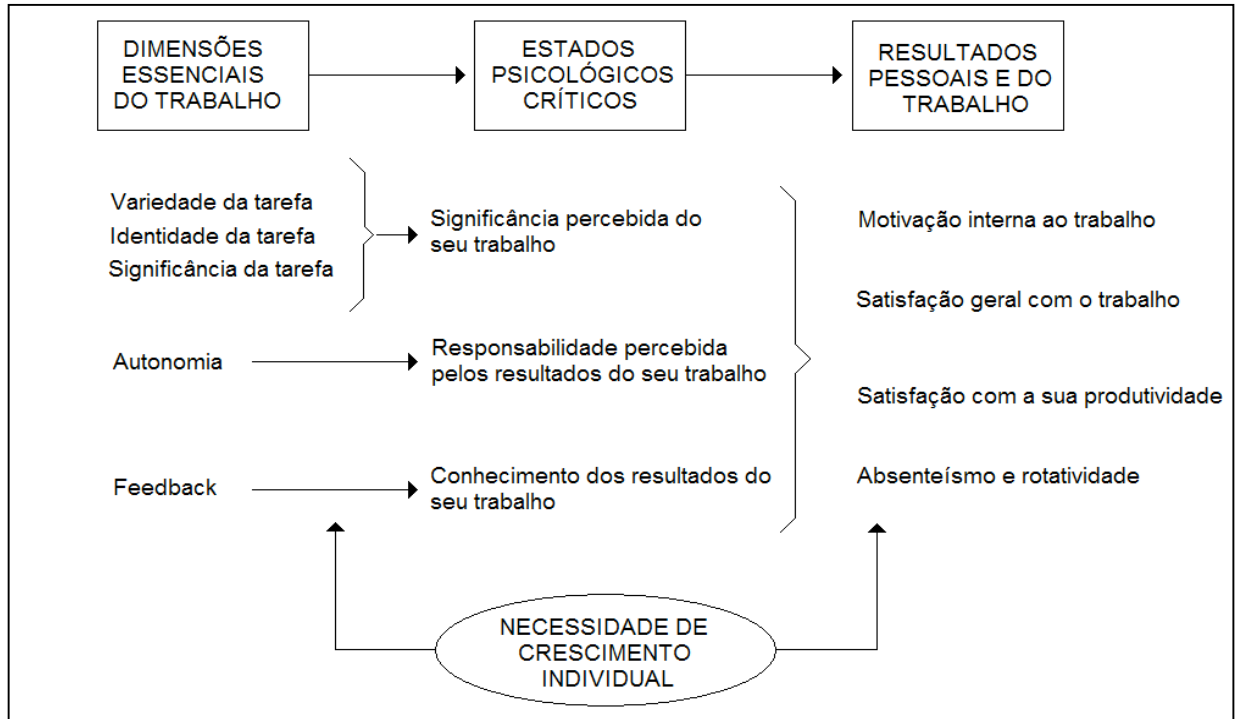 DIMENSÕES
ESSENCIAIS
DO TRABALHO
ESTADOS
PSICOLÓGICOS
CRÍTICOS
RESULTADOS
PESSOAIS E DO
TRABALHO
Variedade da tarefa
Identidade da tarefa
Significância da tarefa
Significância percebida do
seu trabalho
Autonomia
Responsabilidade percebida
pelos resultados do seu trabalho
Feedback
Conhecimento dos resultados do
seu trabalho
Motivação interna ao trabalho
Satisfação geral com o trabalho
Satisfação com a sua produtividade
Absenteísmo e rotatividade
NECESSIDADE DE
CRESCIMENTO
INDIVIDUAL